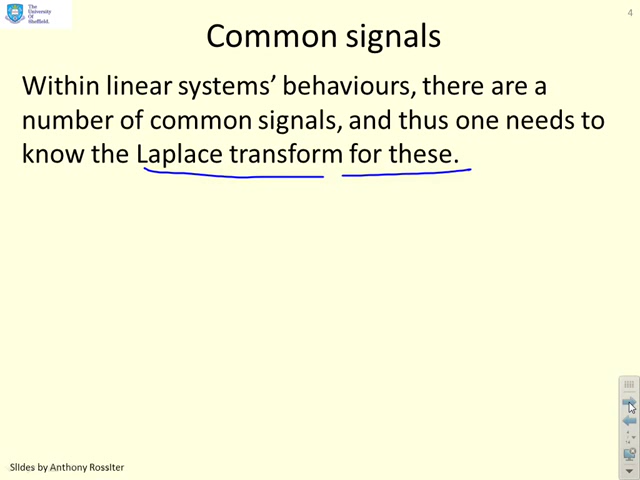 The
University
Of
Sheffield.
4
Common signals
Within linear systems’ behaviours, there are a
number of common signals, and thus one needs to
know the Laplace transform for these.
Slides by Anthony Rossiter